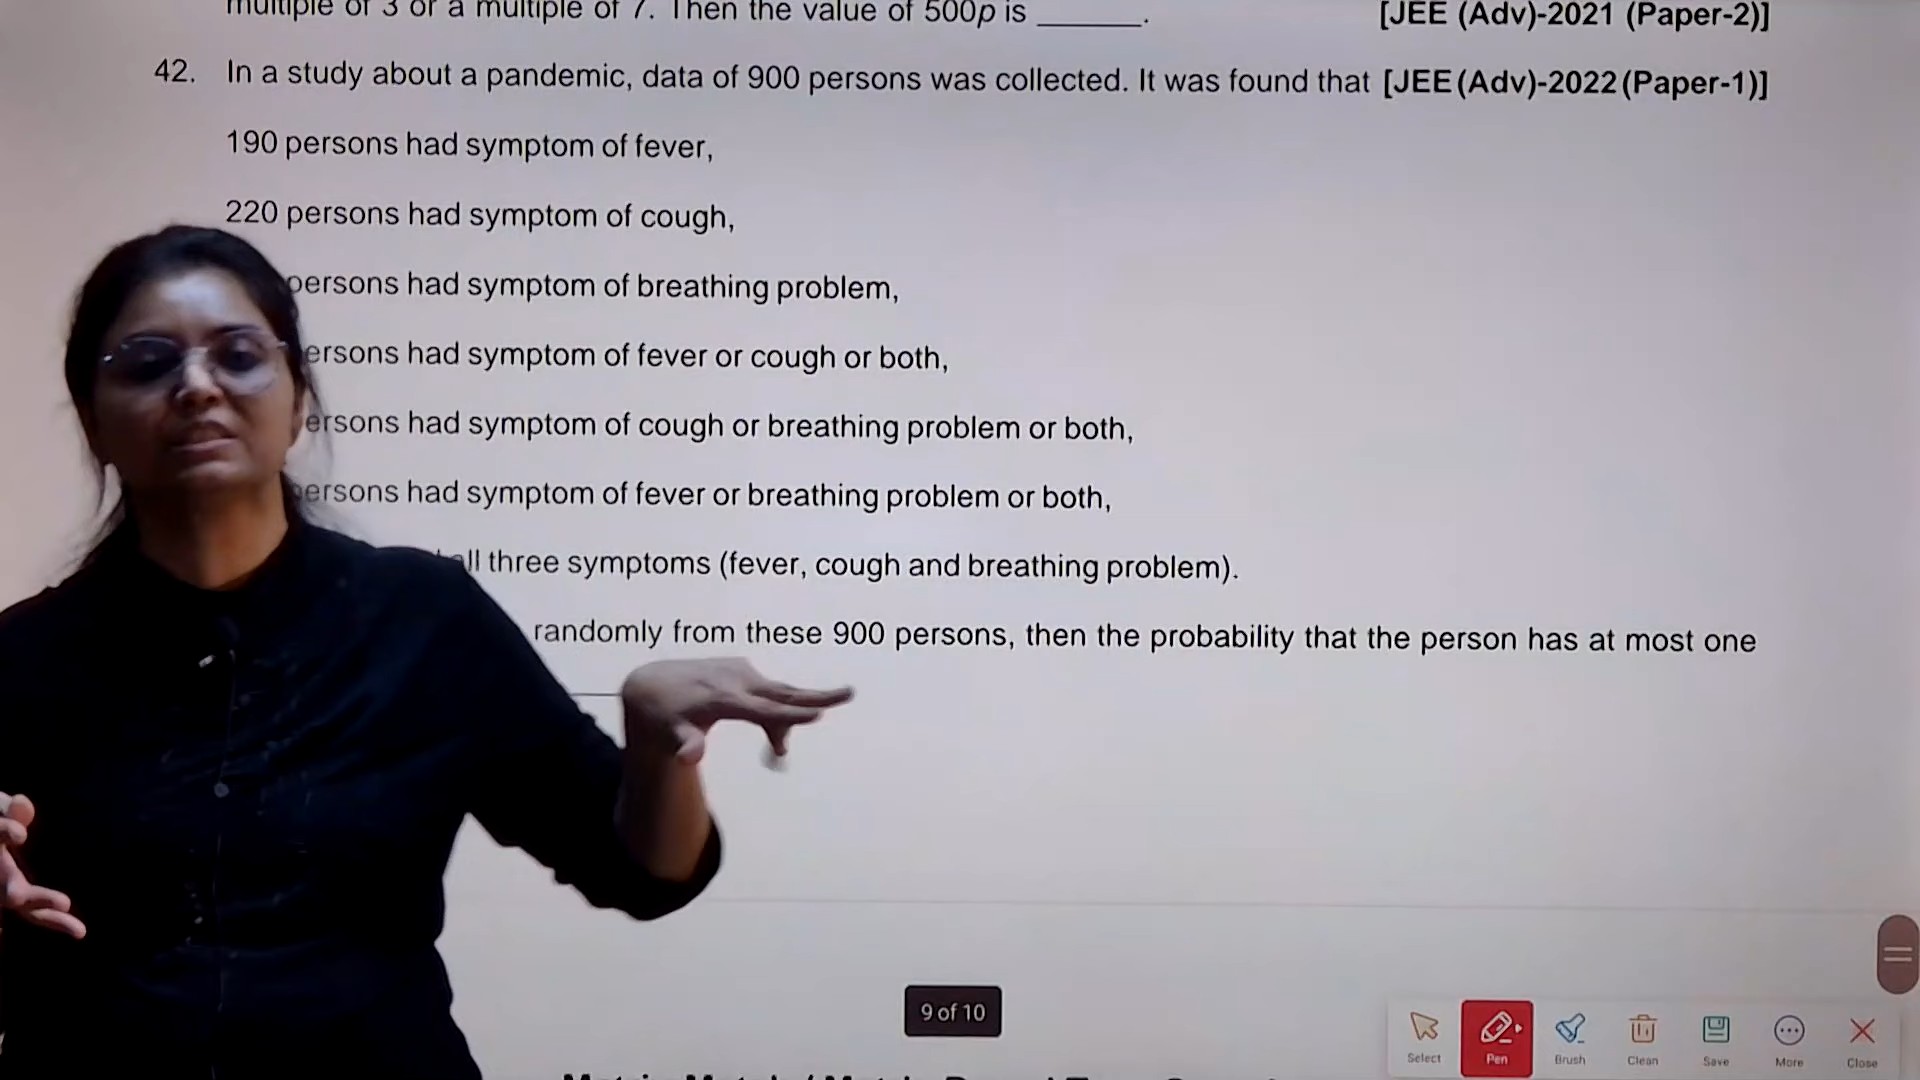 multiple of 3 or a multiple of 7. Then the value of 500p is ______. [JEE (Adv)-2021 (Paper-2)]
42. In a study about a pandemic, data of 900 persons was collected. It was found that [JEE (Adv)-2022 (Paper-1)]
190 persons had symptom of fever,
220 persons had symptom of cough,
persons had symptom of breathing problem,
persons had symptom of fever or cough or both,
persons had symptom of cough or breathing problem or both,
persons had symptom of fever or breathing problem or both,
all three symptoms (fever, cough and breathing problem).
randomly from these 900 persons, then the probability that the person has at most one
9 of 10
Select Pen Brush Clean Save More Close